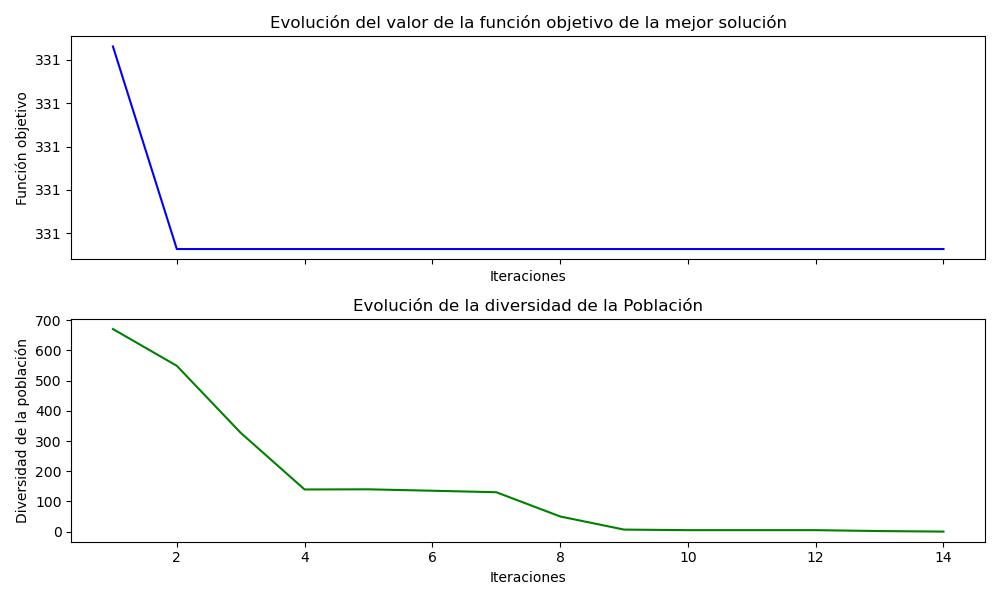 Evolución del valor de la función objetivo de la mejor solución
331
331
331
331
331
Función objetivo
Iteraciones
Evolución de la diversidad de la Población
700
600
500
400
300
200
100
0
Diversidad de la población
2 4 6 8 10 12 14
Iteraciones